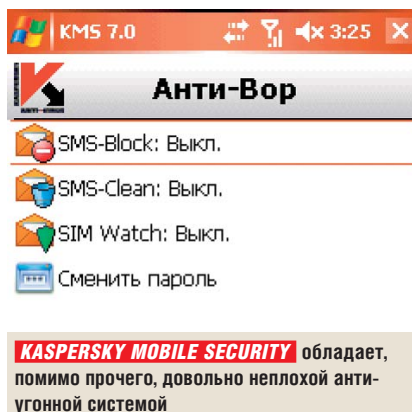 KMS 7.0 3:25
Анти-Вор
SMS-Block: Выкл.
SMS-Clean: Выкл.
SIM Watch: Выкл.
Сменить пароль
KASPERSKY MOBILE SECURITY обладает,
помимо прочего, довольно неплохой анти-
угонной системой